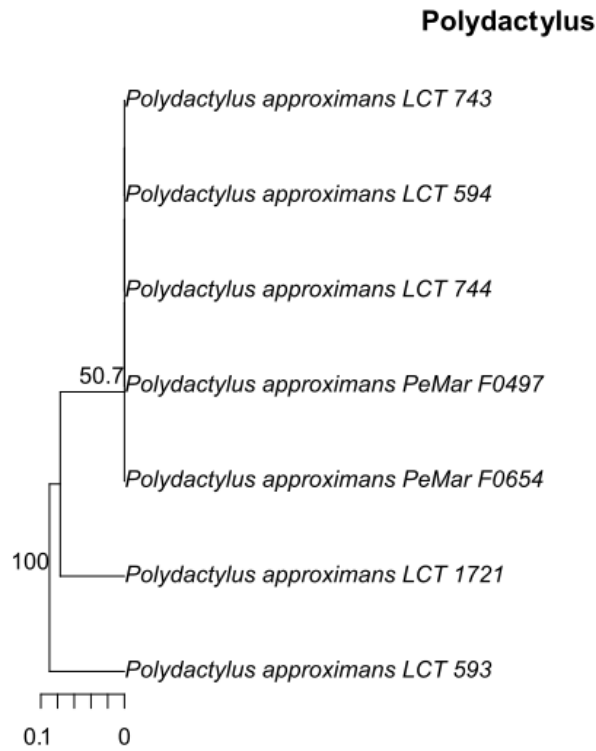 Polydactylus
Polydactylus approximans LCT 743
Polydactylus approximans LCT 594
Polydactylus approximans LCT 744
50.7
Polydactylus approximans PeMar F0497
Polydactylus approximans PeMar F0654
100
Polydactylus approximans LCT 1721
Polydactylus approximans LCT 593
0.1 0